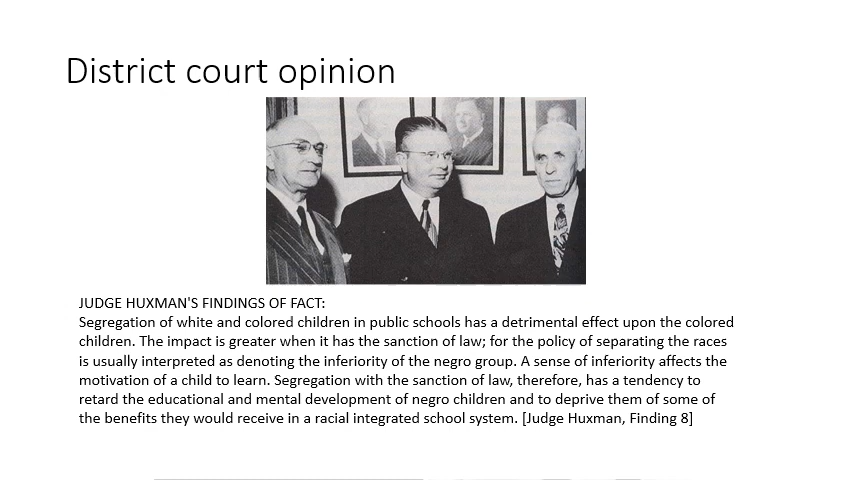 District court opinion
JUDGE HUXMAN'S FINDINGS OF FACT:
Segregation of white and colored children in public schools has a detrimental effect upon the colored
children. The impact is greater when it has the sanction of law; for the policy of separating the races
is usually interpreted as denoting the inferiority of the negro group. A sense of inferiority affects the
motivation of a child to learn. Segregation with the sanction of law, therefore, has a tendency to
retard the educational and mental development of negro children and to deprive them of some of
the benefits they would receive in a racial integrated school system. [Judge Huxman, Finding 8]